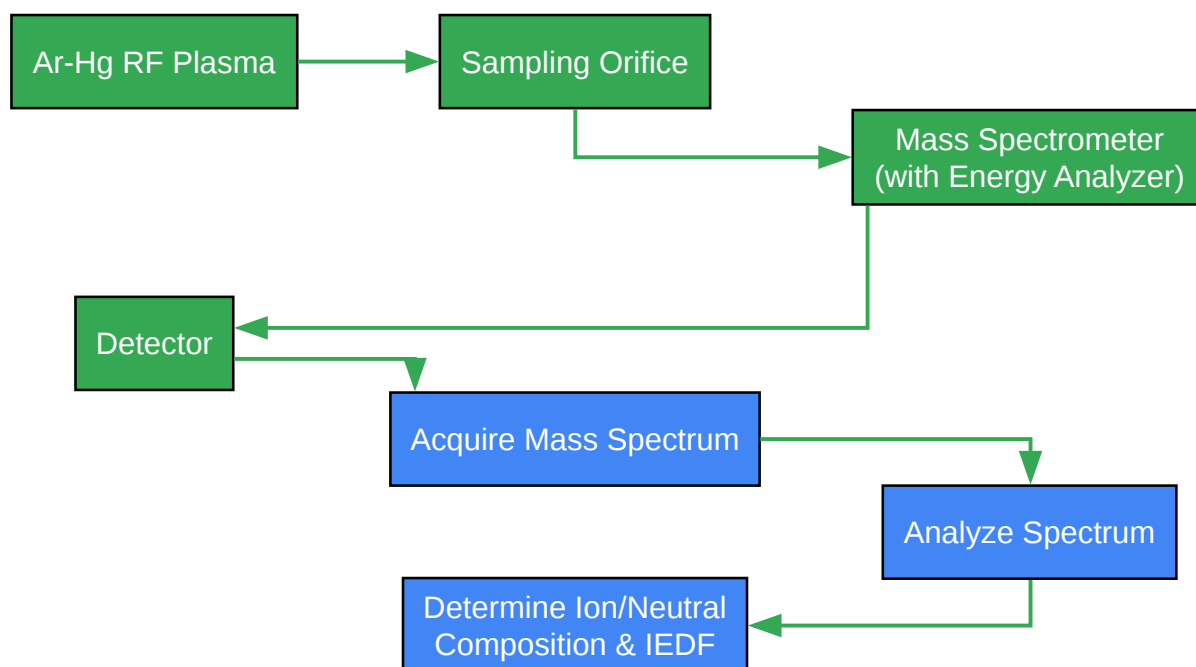 Ar-Hg RF Plasma
Sampling Orifice
Mass Spectrometer
(with Energy Analyzer)
Detector
Acquire Mass Spectrum
Analyze Spectrum
Determine Ion/Neutral
Composition & IEDF